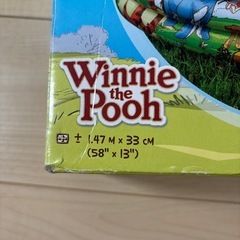 Winnie
the
Pooh
± 1.47 M x 33 CM
(58" x 13")